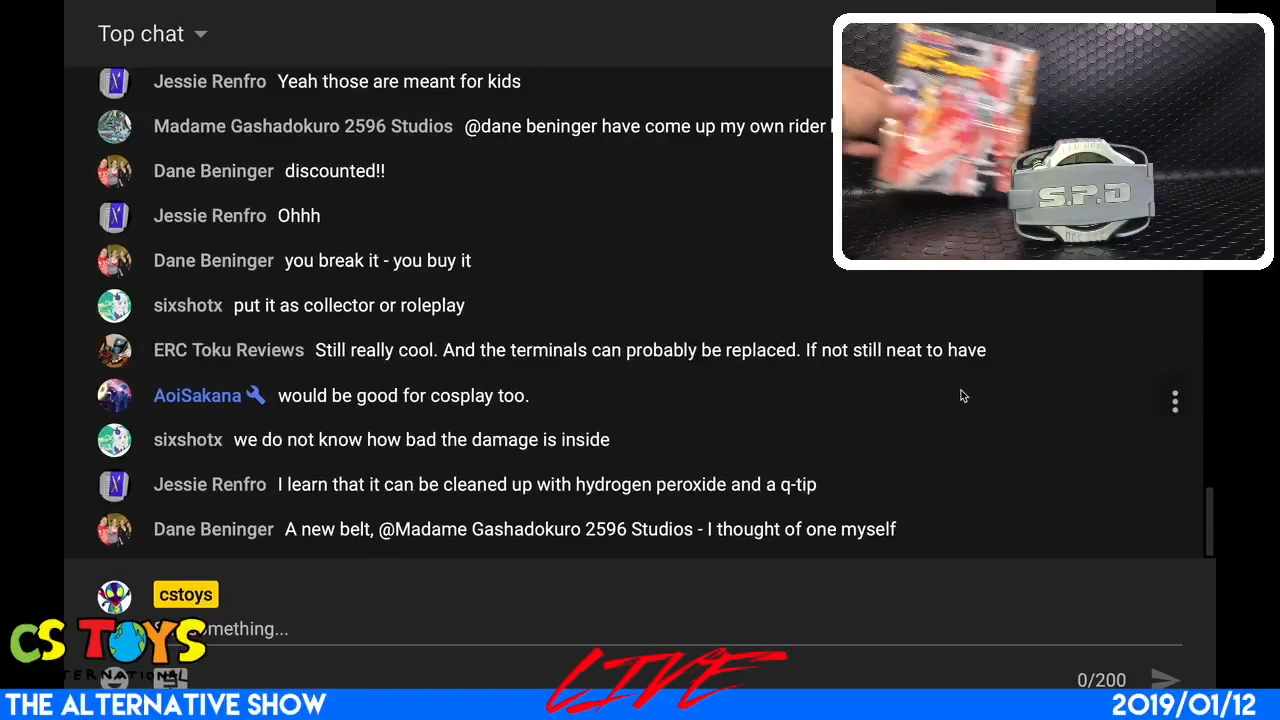 Top chat
Jessie Renfro Yeah those are meant for kids
Madame Gashadokuro 2596 Studios @dane beninger have come up my own rider
Dane Beninger discounted!!
Jessie Renfro Ohhh
Dane Beninger you break it - you buy it
sixshotx put it as collector or roleplay
ERC Toku Reviews Still really cool. And the terminals can probably be replaced. If not still neat to have
AoiSakana would be good for cosplay too.
sixshotx we do not know how bad the damage is inside
Jessie Renfro I learn that it can be cleaned up with hydrogen peroxide and a q-tip
Dane Beninger A new belt, @Madame Gashadokuro 2596 Studios - I thought of one myself
S.P.D
cstoys
something...
0/200
CS TOYS
LIVE
THE ALTERNATIVE SHOW
2019/01/12